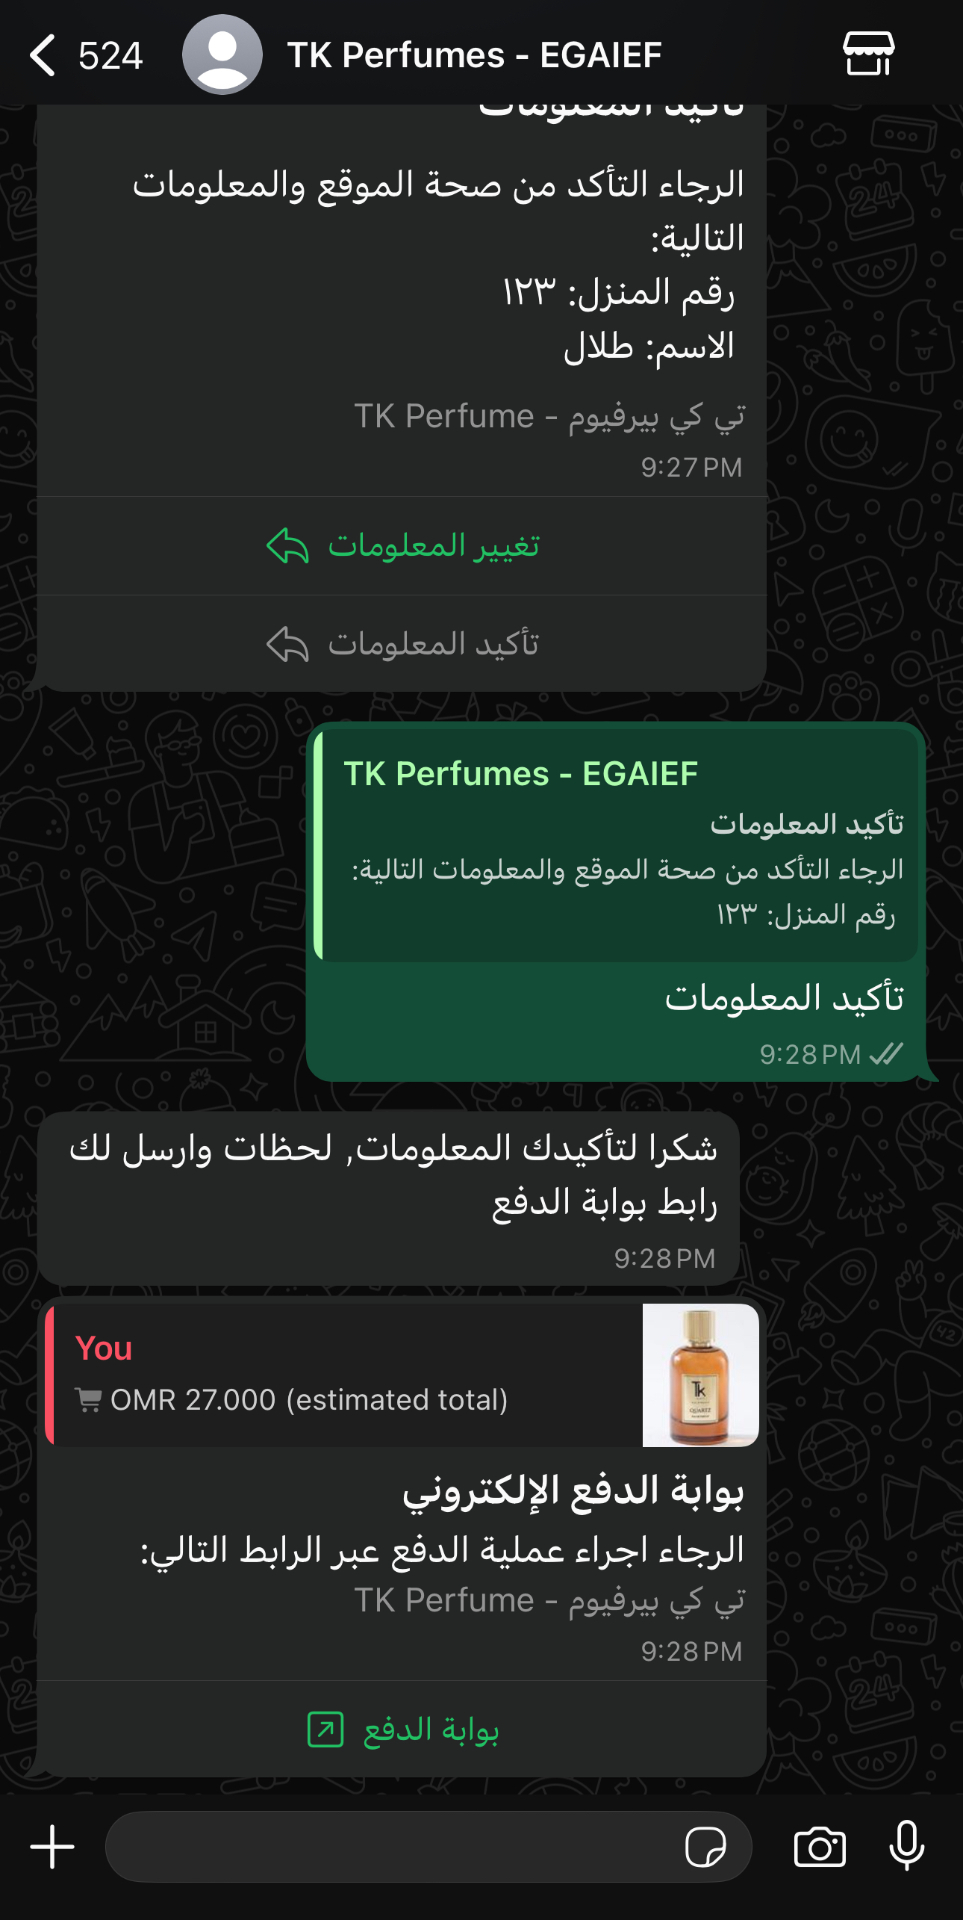 524
TK Perfumes - EGAIEF
تأكيد المعلومات
الرجاء التأكد من صحة الموقع والمعلومات
التالية:
رقم المنزل: ١٢٣
الاسم: طلال
تي كي بيرفيوم - TK Perfume
9:27 PM
تغيير المعلومات
تأكيد المعلومات
TK Perfumes - EGAIEF
تأكيد المعلومات
الرجاء التأكد من صحة الموقع والمعلومات التالية:
رقم المنزل: ١٢٣
تأكيد المعلومات
9:28 PM
شكرا لتأكيدك المعلومات, لحظات وارسل لك
رابط بوابة الدفع
9:28 PM
You
OMR 27.000 (estimated total)
Tk
QUARTZ
بوابة الدفع الإلكتروني
الرجاء اجراء عملية الدفع عبر الرابط التالي:
تي كي بيرفيوم - TK Perfume
9:28 PM
بوابة الدفع